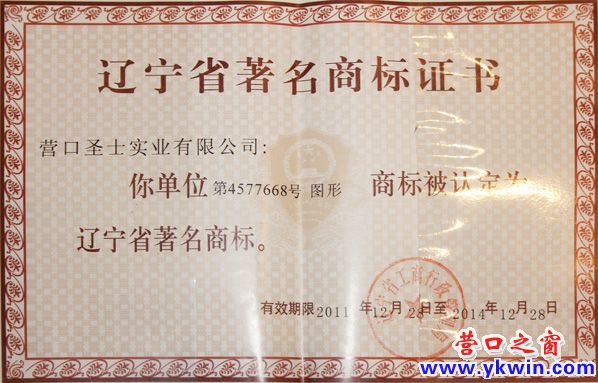 辽宁省著名商标证书
营口圣士实业有限公司:
你单位第4577668号 图形 商标被认定为
辽宁省著名商标。
有效期限2011年12月28日至2014年12月28日
营口之窗
www.ykwin.com